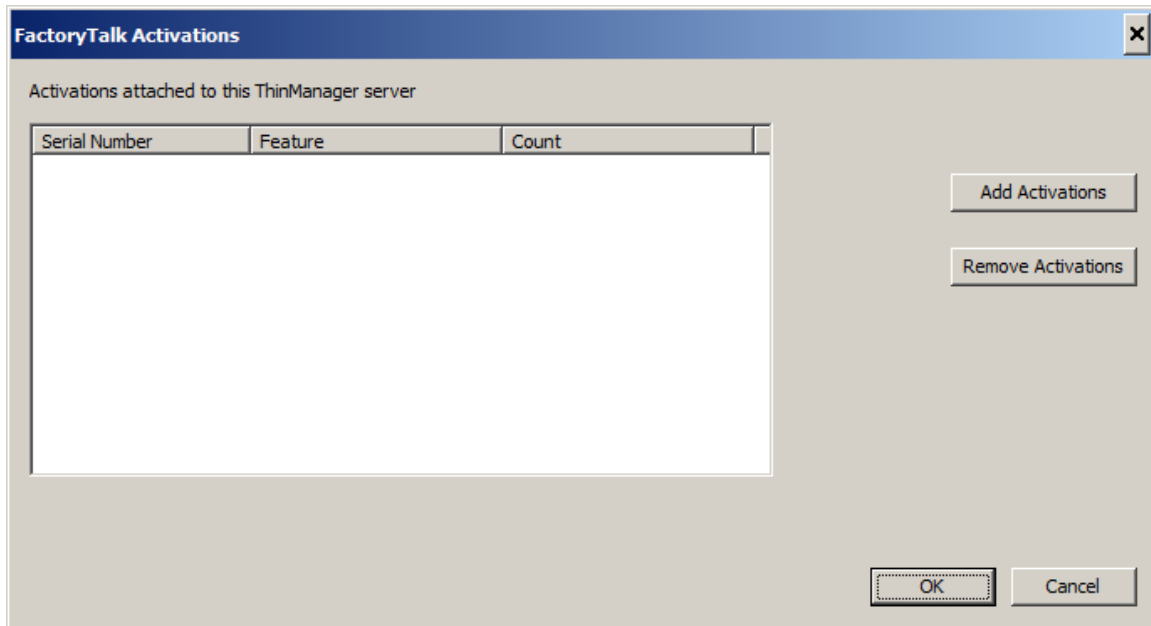 FactoryTalk Activations
Activations attached to this ThinManager server
Serial Number Feature Count
Add Activations
Remove Activations
OK Cancel